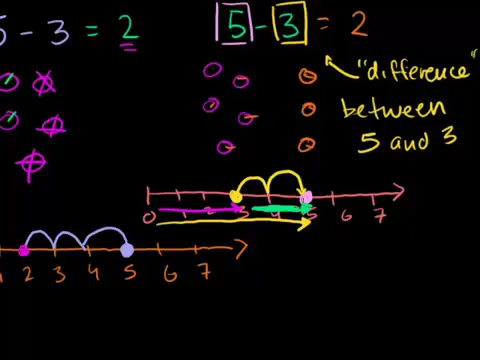 5 - 3 = 2
5 - 3 = 2
"difference"
between
5 and 3
0 1 2 3 4 5 6 7
1 2 3 4 5 6 7